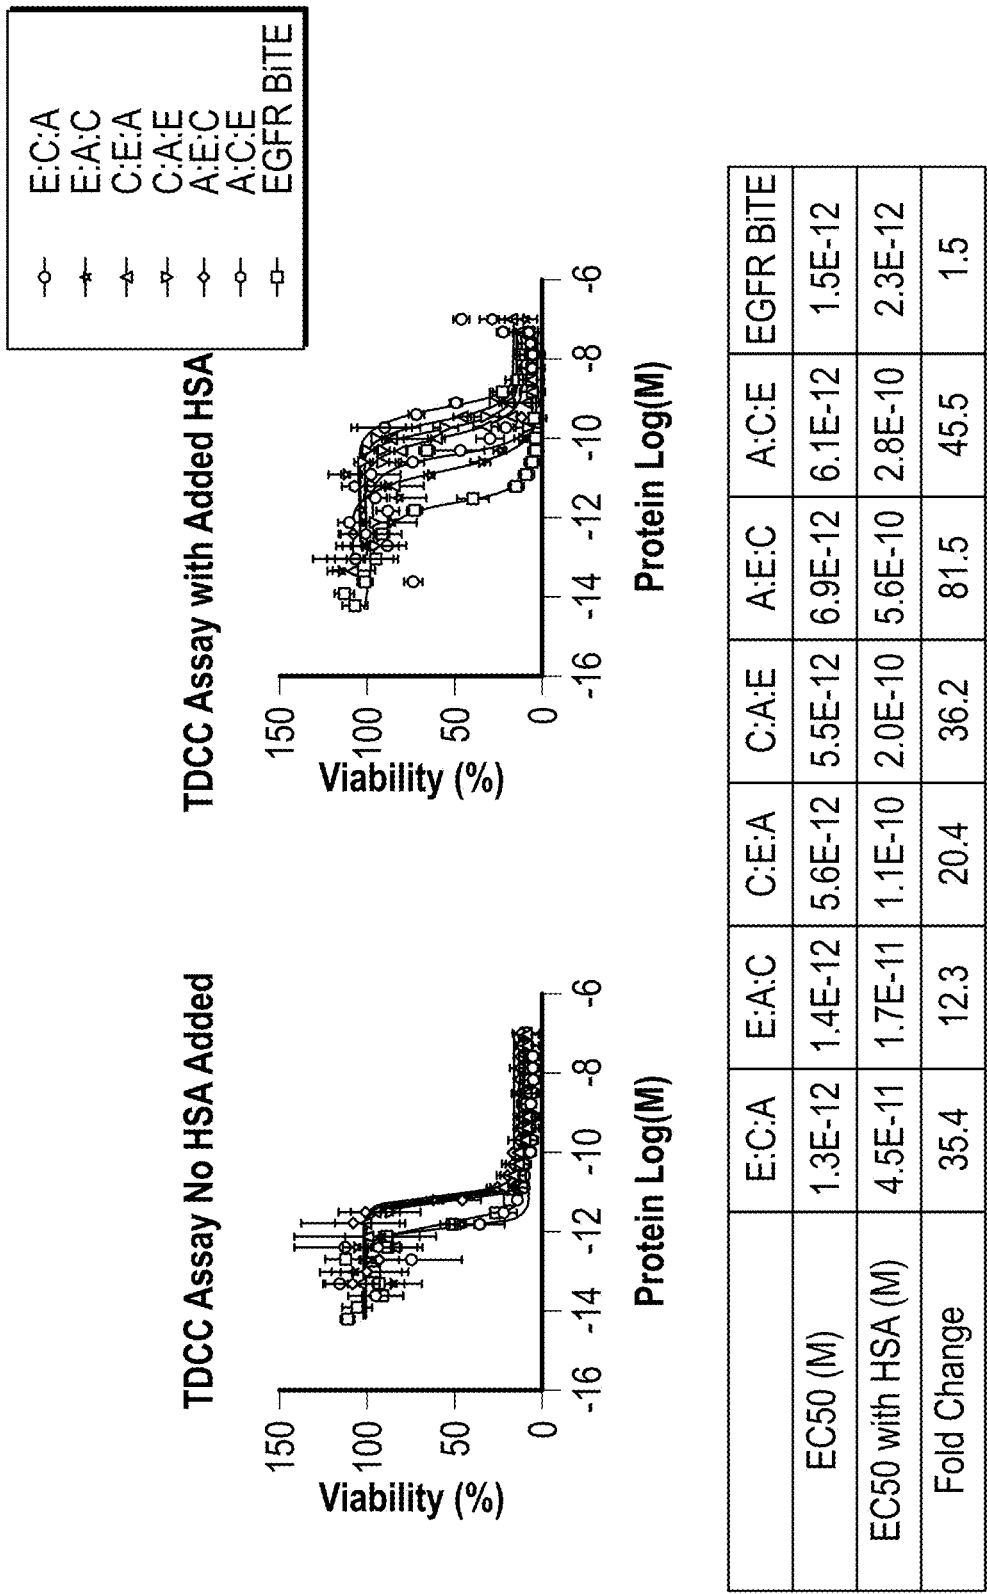 TDCC Assay No HSA Added
150
100
50
0
Viability (%)
-16
-14
-12
-10
-8
-6
Protein Log(M)
TDCC Assay with Added HSA
150
100
50
0
Viability (%)
-16
-14
-12
-10
-8
-6
Protein Log(M)
E:C:A
E:A:C
C:E:A
C:A:E
A:E:C
A:C:E
EGFR BiTE
E:C:A E:A:C C:E:A C:A:E A:E:C A:C:E EGFR BiTE
EC50 (M) 1.3E-12 1.4E-12 5.6E-12 5.5E-12 6.9E-12 6.1E-12 1.5E-12
EC50 with HSA (M) 4.5E-11 1.7E-11 1.1E-10 2.0E-10 5.6E-10 2.8E-10 2.3E-12
Fold Change 35.4 12.3 20.4 36.2 81.5 45.5 1.5